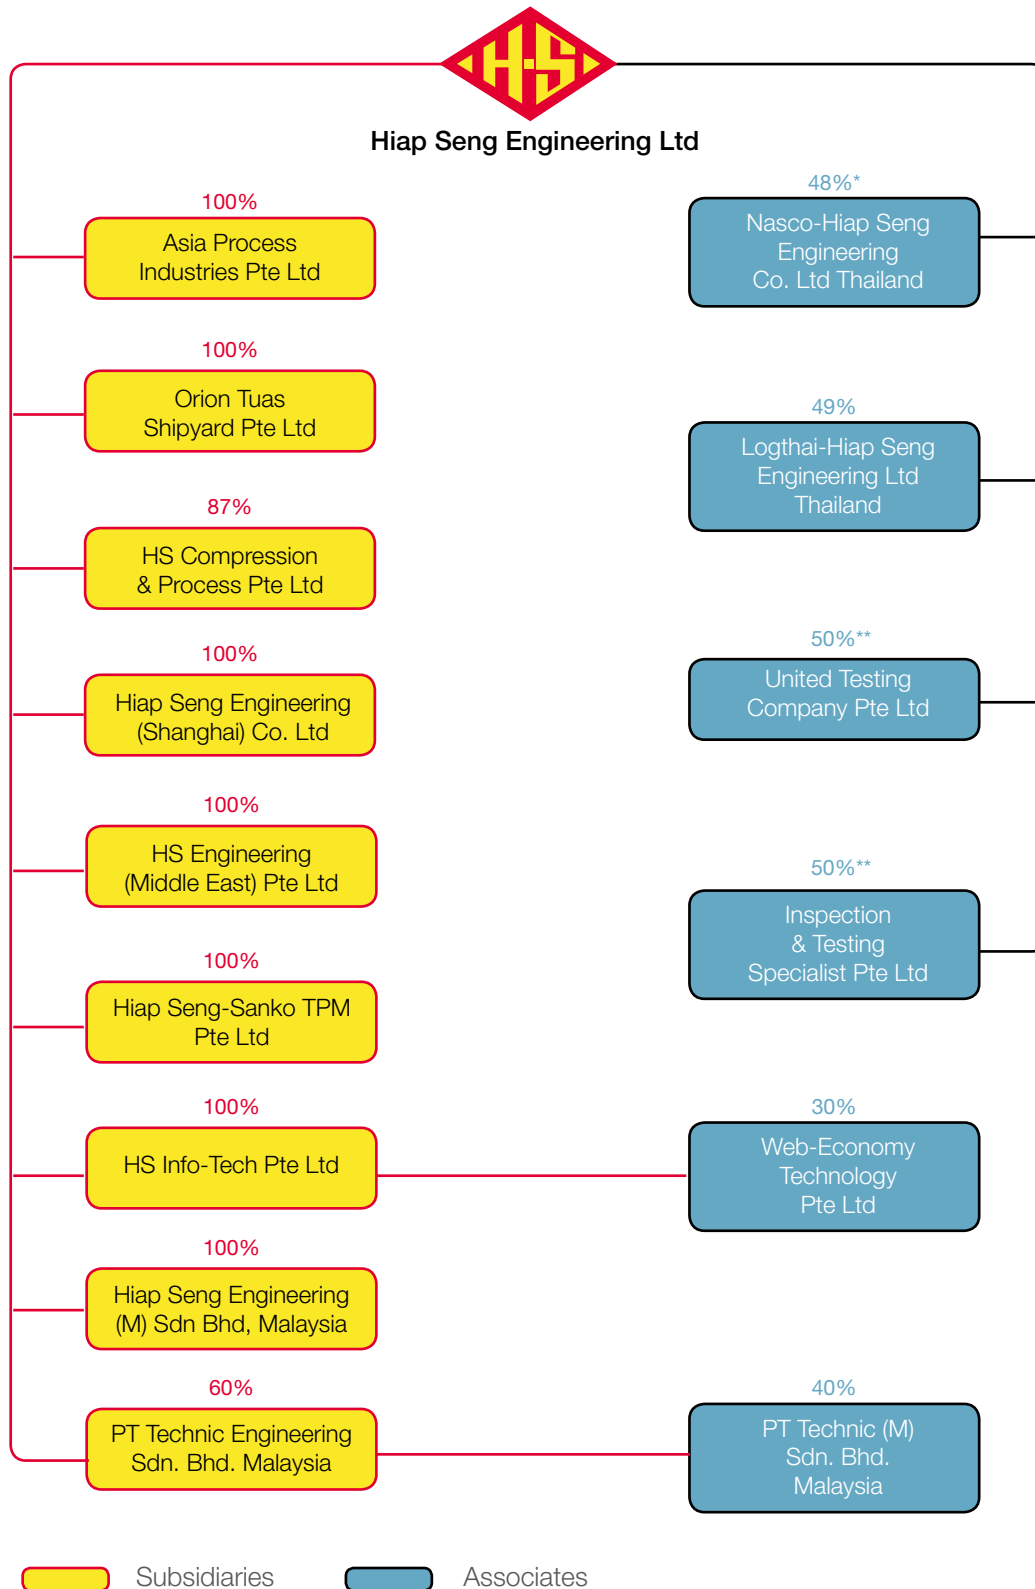 H-S
Hiap Seng Engineering Ltd
100%
Asia Process
Industries Pte Ltd
100%
Orion Tuas
Shipyard Pte Ltd
87%
HS Compression
& Process Pte Ltd
100%
Hiap Seng Engineering
(Shanghai) Co. Ltd
100%
HS Engineering
(Middle East) Pte Ltd
100%
Hiap Seng-Sanko TPM
Pte Ltd
100%
HS Info-Tech Pte Ltd
100%
Hiap Seng Engineering
(M) Sdn Bhd, Malaysia
60%
PT Technic Engineering
Sdn. Bhd. Malaysia
48%*
Nasco-Hiap Seng
Engineering
Co. Ltd Thailand
49%
Logthai-Hiap Seng
Engineering Ltd
Thailand
50%**
United Testing
Company Pte Ltd
50%**
Inspection
& Testing
Specialist Pte Ltd
30%
Web-Economy
Technology
Pte Ltd
40%
PT Technic (M)
Sdn. Bhd.
Malaysia
Subsidiaries
Associates